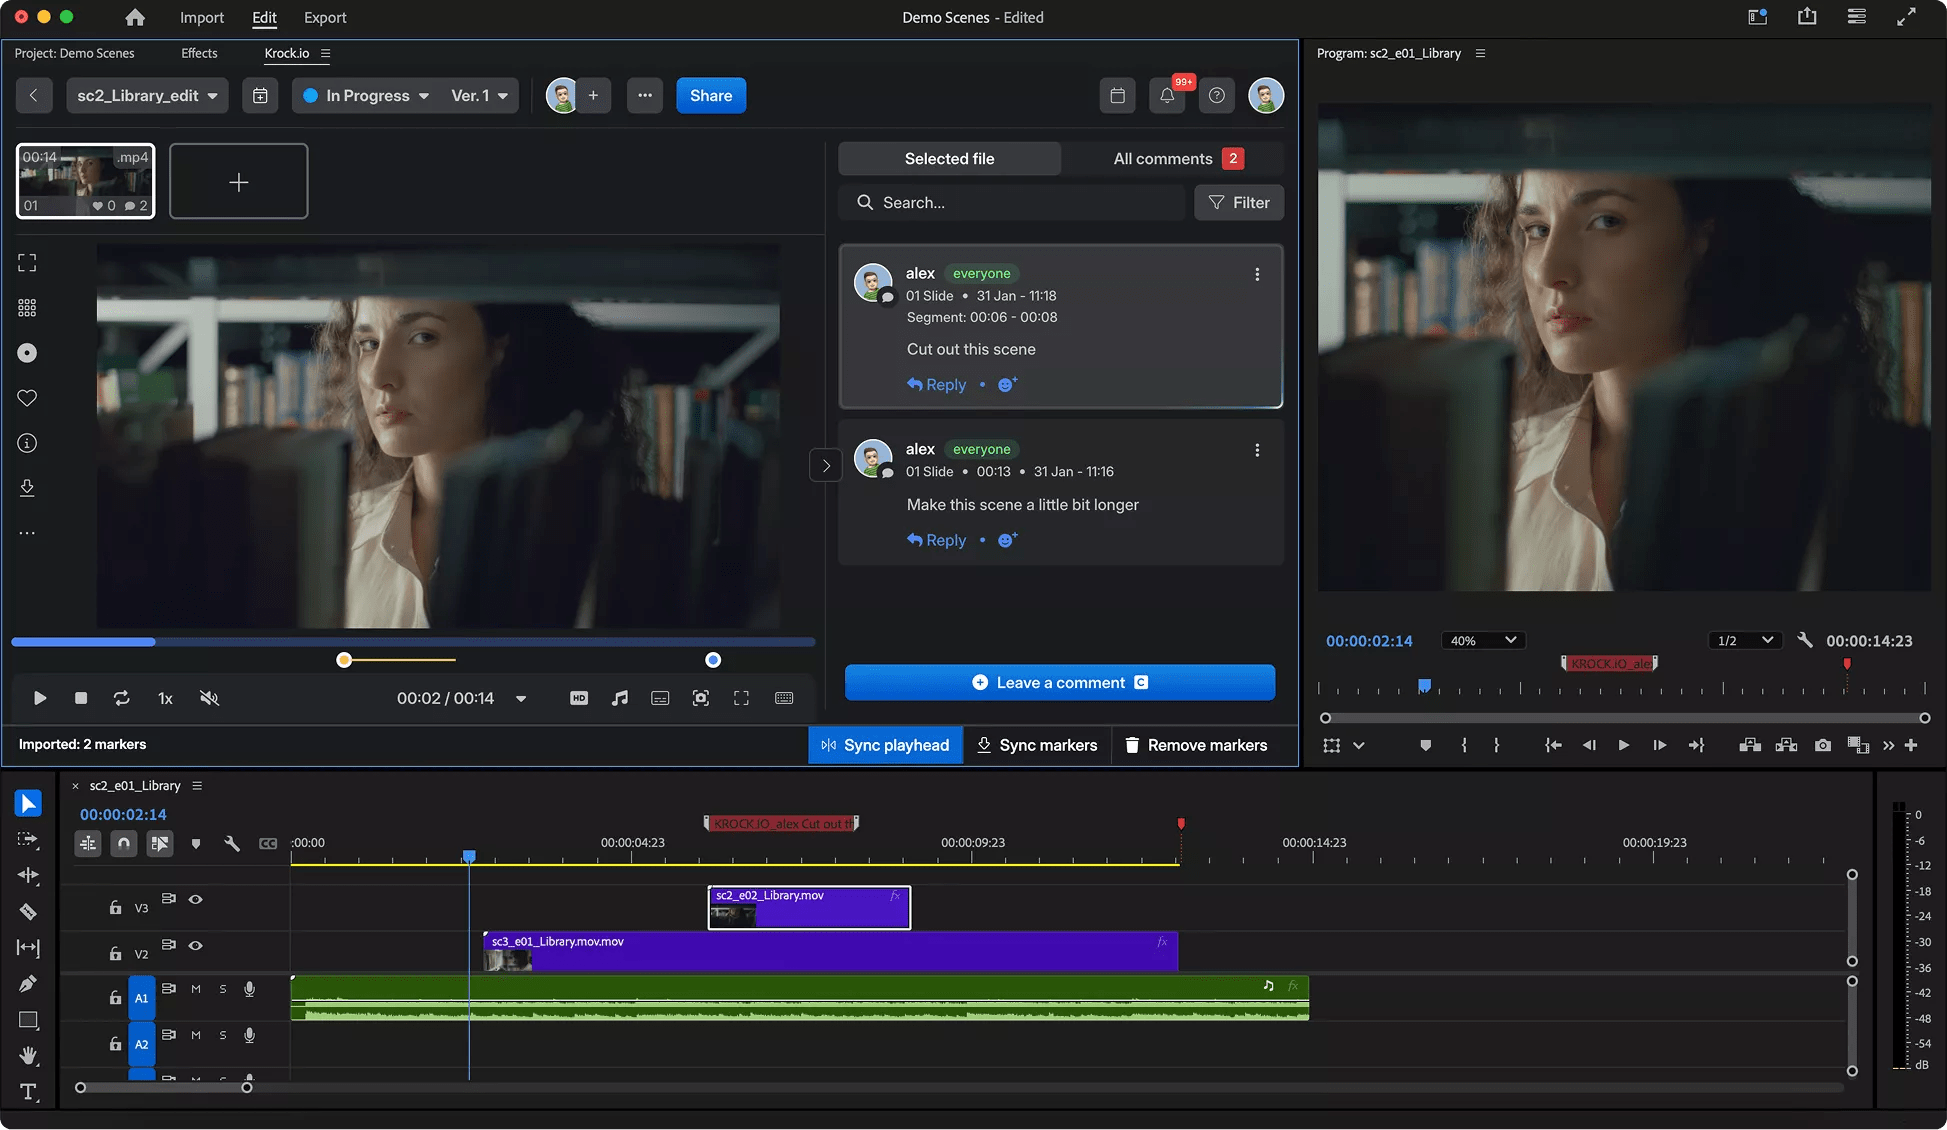 Import Edit Export
Demo Scenes - Edited
Project: Demo Scenes Effects Krock.io
Program: sc2_e01_Library
sc2_Library_edit In Progress Ver. 1 + ... Share 99+
00:14 .mp4
01 0 2
Selected file All comments 2
Search... Filter
alex everyone
01 Slide • 31 Jan - 11:18
Segment: 00:06 - 00:08
Cut out this scene
Reply •
alex everyone
01 Slide • 00:13 • 31 Jan - 11:16
Make this scene a little bit longer
Reply •
Leave a comment C
1x 00:02 / 00:14 HD
Imported: 2 markers Sync playhead Sync markers Remove markers
00:00:02:14 40% 1/2 00:00:14:23
KROCK.IO_ale
× sc2_e01_Library
00:00:02:14
KROCK.IO_alex Cut out th
CC :00:00 00:00:04:23 00:00:09:23 00:00:14:23 00:00:19:23
V3 sc2_e02_Library.mov fx
V2 sc3_e01_Library.mov.mov fx
A1 M S fx
A2 M S
T
0
-6
-12
-18
-24
-30
-36
-42
-48
-54
dB